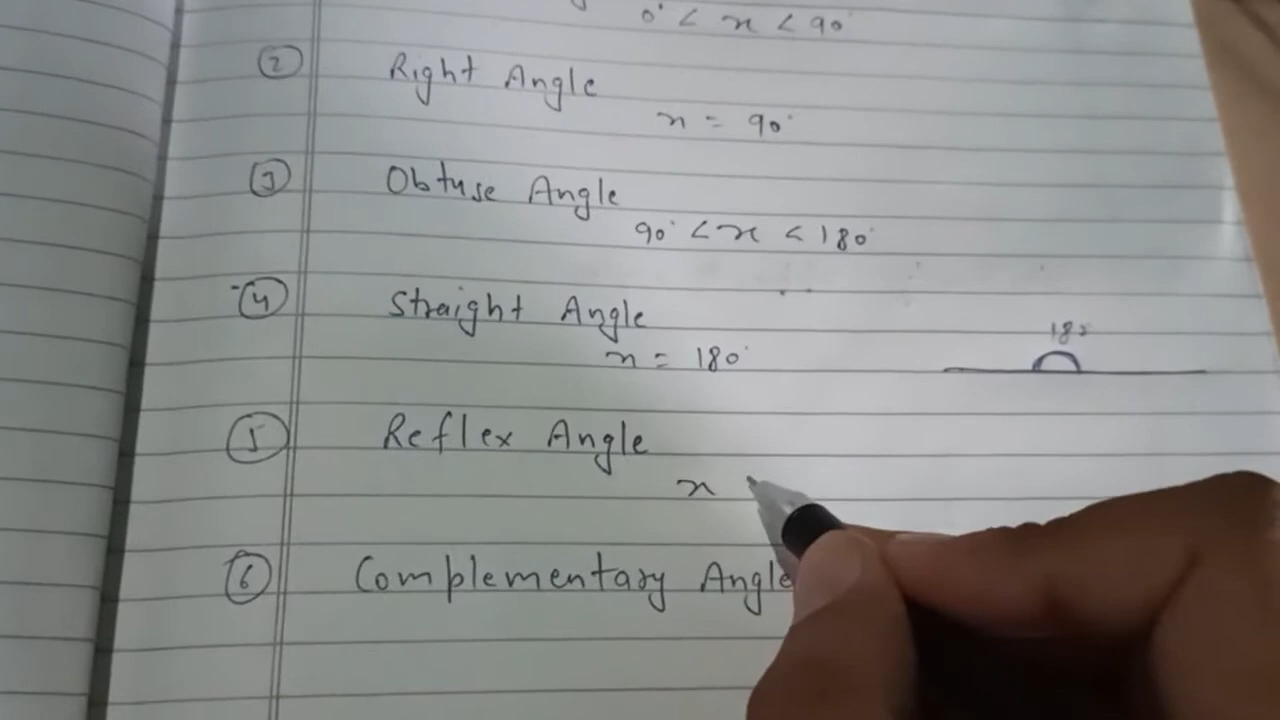 0° < x < 90°
② Right Angle
x = 90°
③ Obtuse Angle
90° < x < 180°
④ Straight Angle
x = 180°
180
⑤ Reflex Angle
x
⑥ Complementary Angle